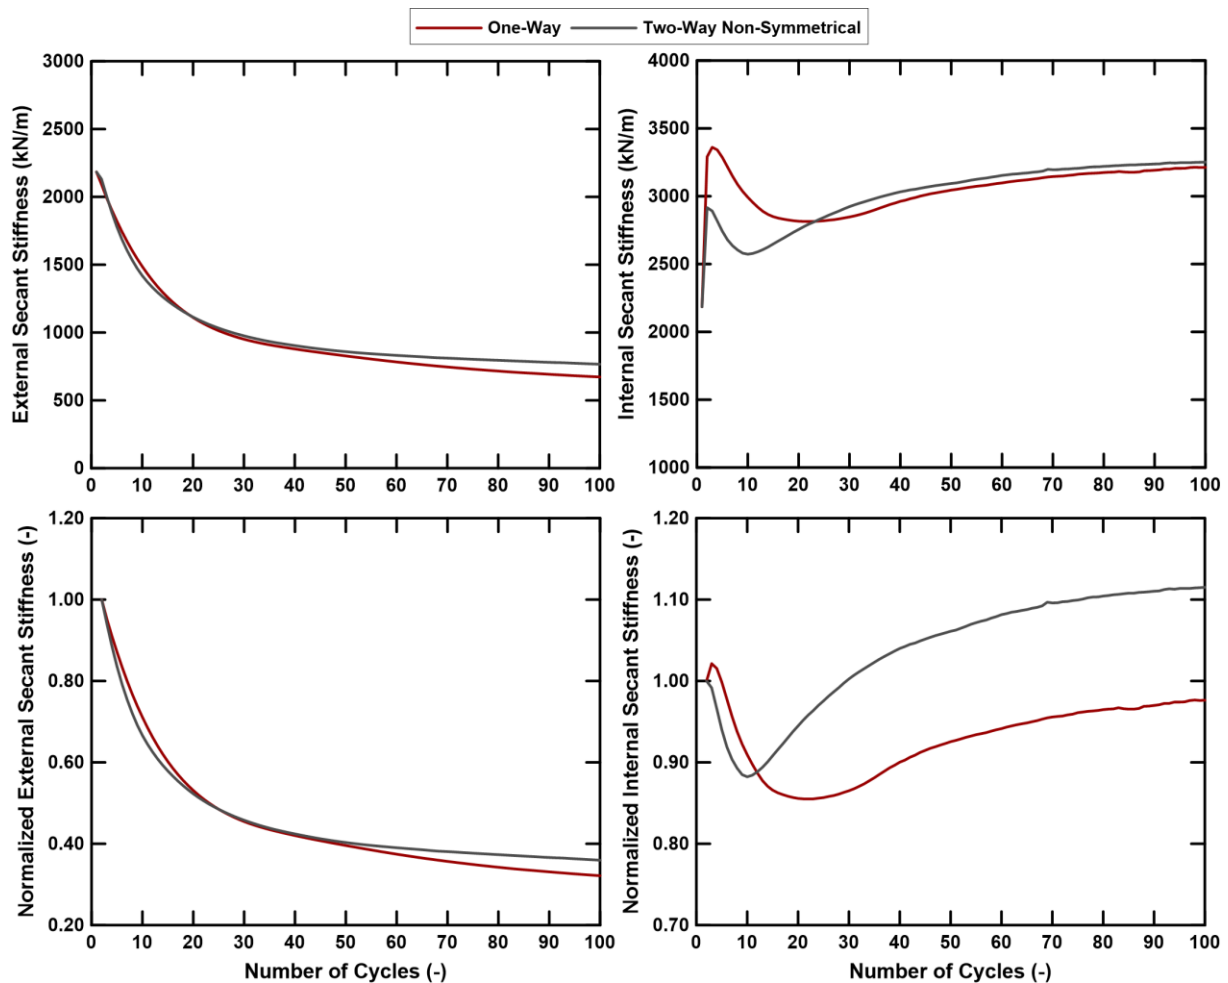 One-Way Two-Way Non-Symmetrical
External Secant Stiffness (kN/m)
3000
2500
2000
1500
1000
500
0
0 10 20 30 40 50 60 70 80 90 100
Internal Secant Stiffness (kN/m)
4000
3500
3000
2500
3000
1500
1000
0 10 20 30 40 50 60 70 80 90 100
Normalized External Secant Stiffness (-)
1.20
1.00
0.80
0.60
0.40
0.20
0 10 20 30 40 50 60 70 80 90 100
Number of Cycles (-)
Normalized Internal Secant Stiffness (-)
1.20
1.10
1.00
0.90
0.80
0.70
0 10 20 30 40 50 60 70 80 90 100
Number of Cycles (-)